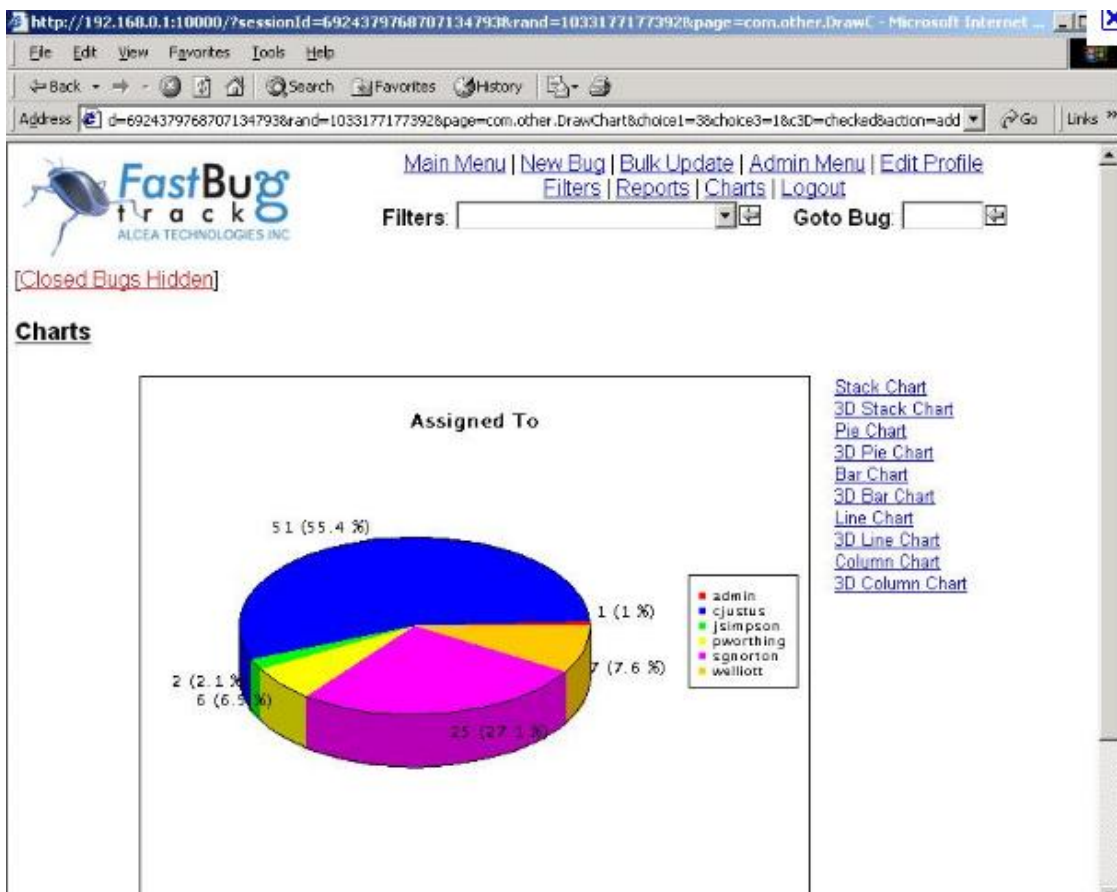 http://192.168.0.1:10000/?sessionId=6924379768707134793&rand=1033177177392&page=com.other.DrawC - Microsoft Internet ...
File Edit View Favorites Tools Help
Back Search Favorites History
Address d=6924379768707134793&rand=1033177177392&page=com.other.DrawChart&choice1=3&choice3=1&c3D=checked&action=add Go Links »
FastBug
track
ALCEA TECHNOLOGIES INC
Main Menu | New Bug | Bulk Update | Admin Menu | Edit Profile
Filters | Reports | Charts | Logout
Filters: Goto Bug:
[Closed Bugs Hidden]
Charts
Assigned To
51 (55.4 %)
1 (1 %)
7 (7.6 %)
2 (2.1 %)
6 (6.5 %)
25 (27.1 %)
admin
cjustus
jsimpson
pworthing
sgnorton
welliott
Stack Chart
3D Stack Chart
Pie Chart
3D Pie Chart
Bar Chart
3D Bar Chart
Line Chart
3D Line Chart
Column Chart
3D Column Chart